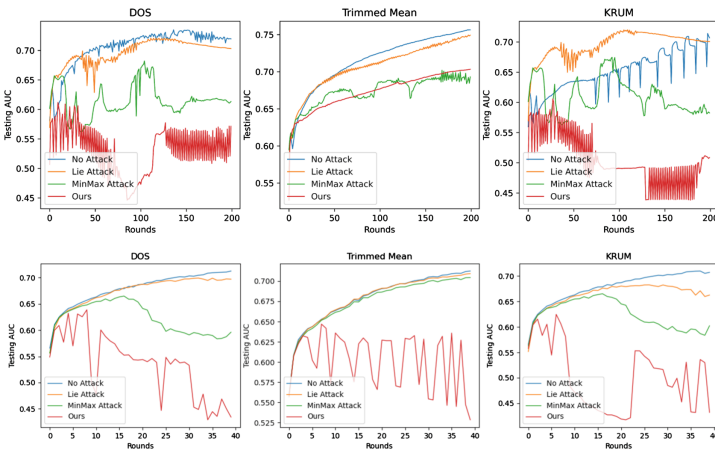 DOS
Testing AUC
0.70
0.65
0.60
0.55
0.50
0.45
No Attack
Lie Attack
MinMax Attack
Ours
0 50 100 150 200
Rounds
Trimmed Mean
Testing AUC
0.75
0.70
0.65
0.60
0.55
No Attack
Lie Attack
MinMax Attack
Ours
0 50 100 150 200
Rounds
KRUM
Testing AUC
0.70
0.65
0.60
0.55
0.50
0.45
No Attack
Lie Attack
MinMax Attack
Ours
0 50 100 150 200
Rounds
DOS
Testing AUC
0.70
0.65
0.60
0.55
0.50
0.45
No Attack
Lie Attack
MinMax Attack
Ours
0 5 10 15 20 25 30 35 40
Rounds
Trimmed Mean
Testing AUC
0.700
0.675
0.650
0.625
0.600
0.575
0.550
0.525
No Attack
Lie Attack
MinMax Attack
Ours
0 5 10 15 20 25 30 35 40
Rounds
KRUM
Testing AUC
0.70
0.65
0.60
0.55
0.50
0.45
No Attack
Lie Attack
MinMax Attack
Ours
0 5 10 15 20 25 30 35 40
Rounds